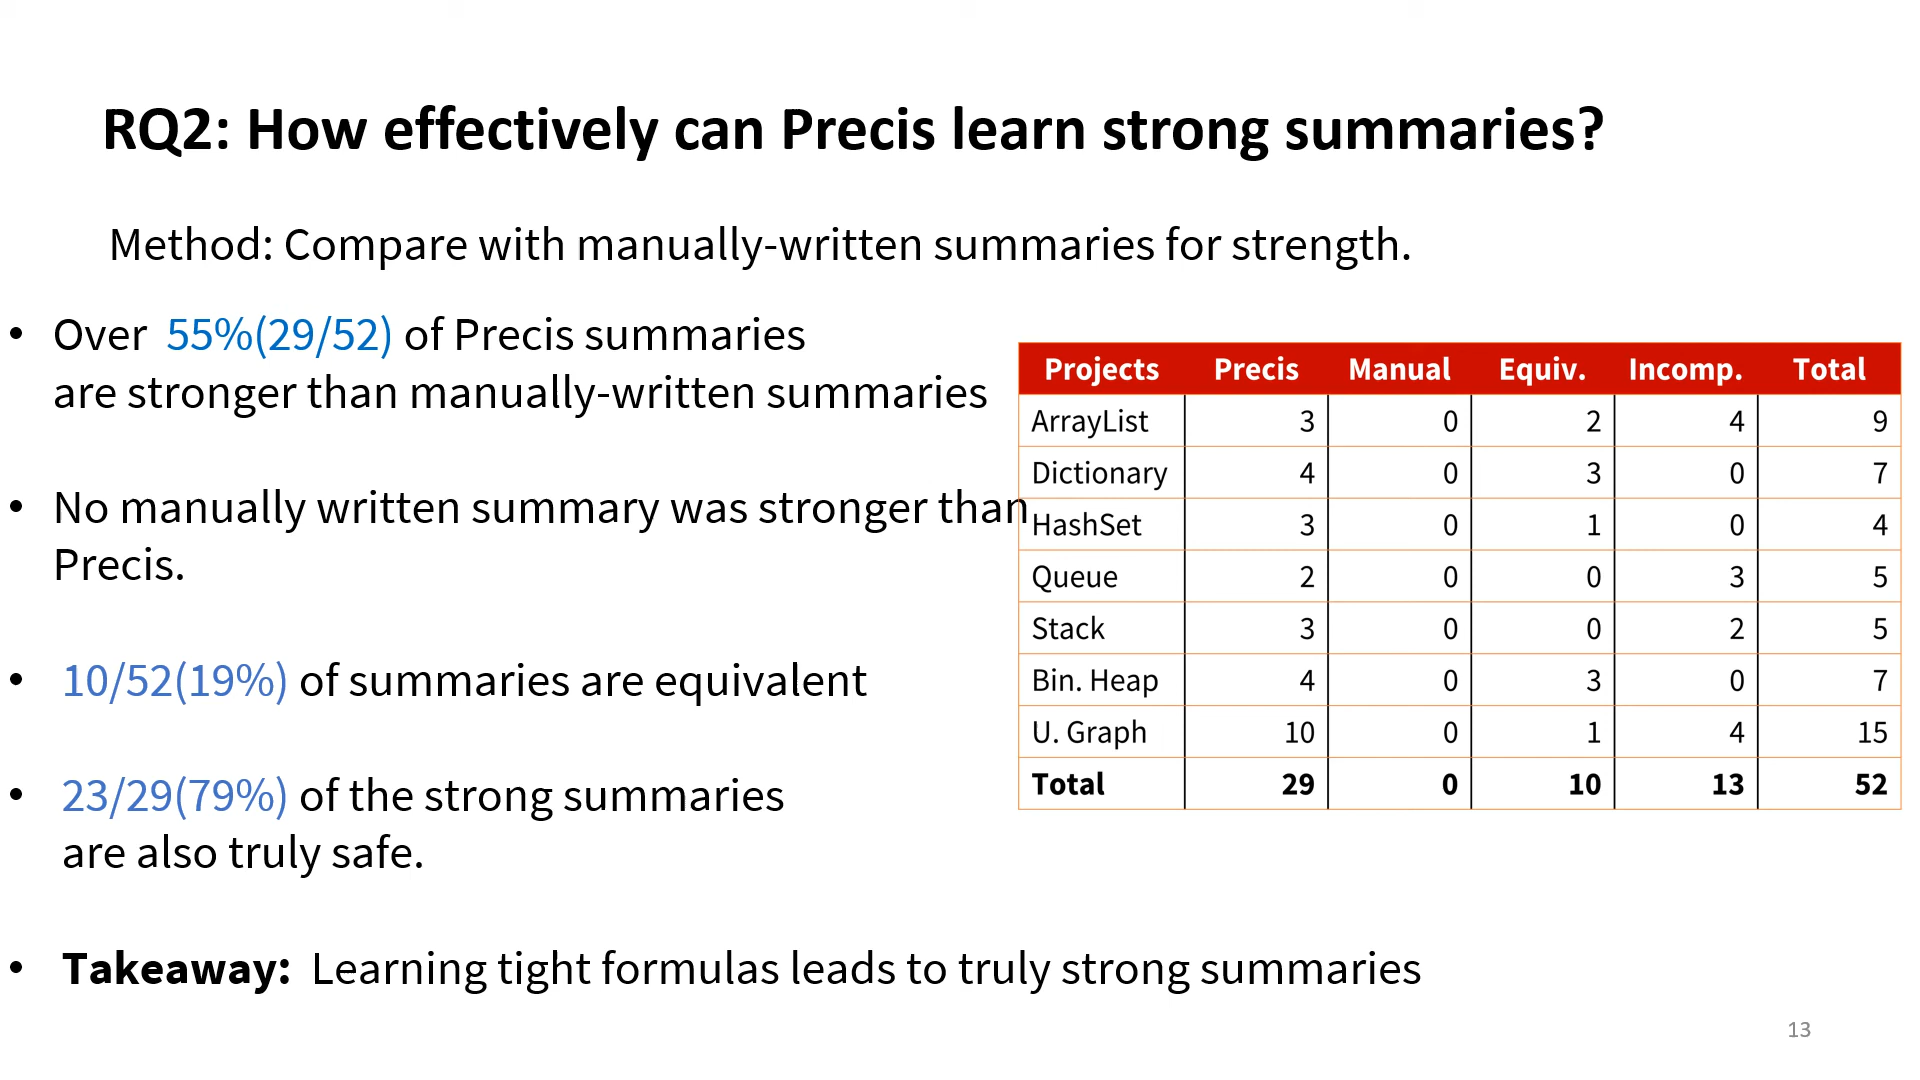 RQ2: How effectively can Precis learn strong summaries?
Method: Compare with manually-written summaries for strength.
• Over 55%(29/52) of Precis summaries
are stronger than manually-written summaries
• No manually written summary was stronger than
Precis.
• 10/52(19%) of summaries are equivalent
• 23/29(79%) of the strong summaries
are also truly safe.
• Takeaway: Learning tight formulas leads to truly strong summaries
Projects Precis Manual Equiv. Incomp. Total
ArrayList 3 0 2 4 9
Dictionary 4 0 3 0 7
HashSet 3 0 1 0 4
Queue 2 0 0 3 5
Stack 3 0 0 2 5
Bin. Heap 4 0 3 0 7
U. Graph 10 0 1 4 15
Total 29 0 10 13 52
13